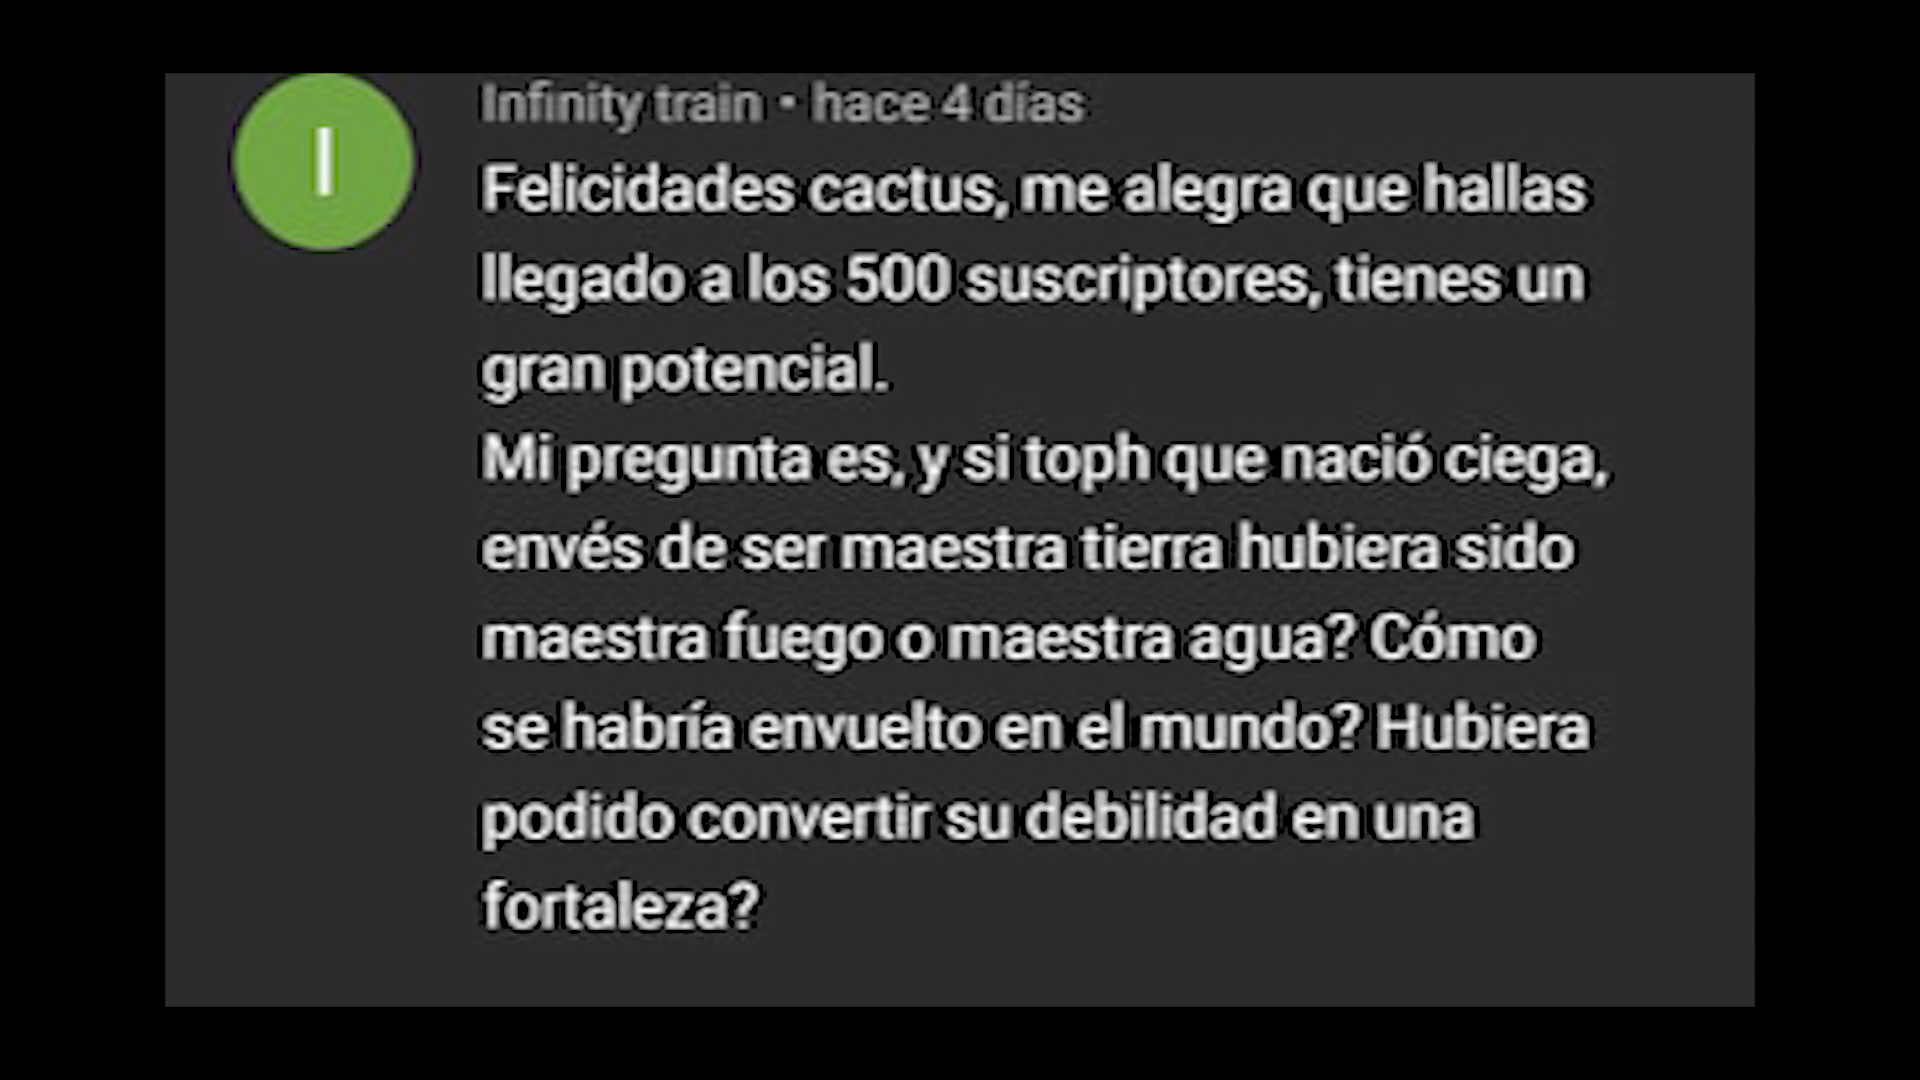 I
Infinity train • hace 4 días
Felicidades cactus, me alegra que hallas
llegado a los 500 suscriptores, tienes un
gran potencial.
Mi pregunta es, y si toph que nació ciega,
envés de ser maestra tierra hubiera sido
maestra fuego o maestra agua? Cómo
se habría envuelto en el mundo? Hubiera
podido convertir su debilidad en una
fortaleza?